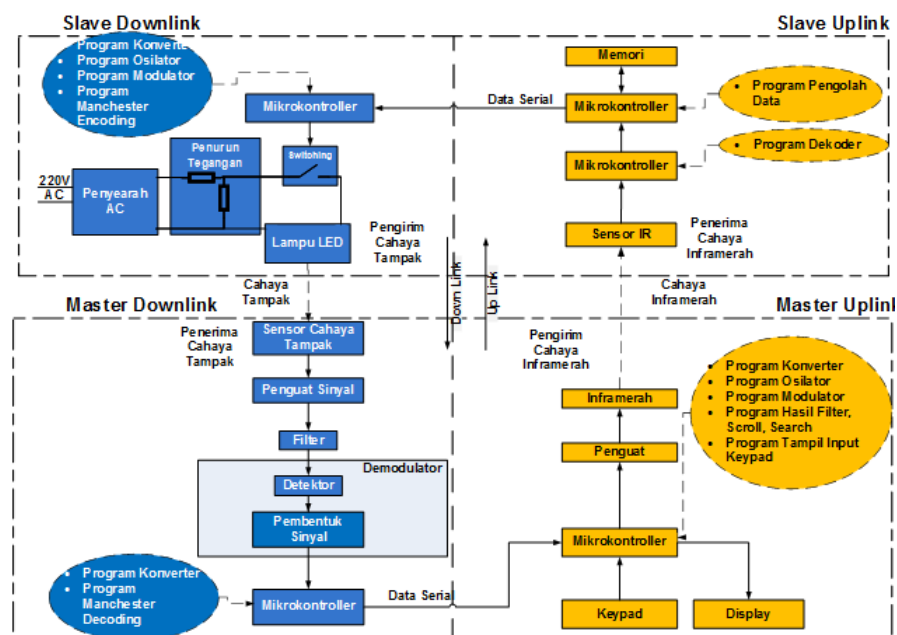 Slave Downlink
Slave Uplink
Program Konverter
• Program Osilator
• Program Modulator
• Program
Manchester
Encoding
Mikrokontroller
Data Serial
Memori
Mikrokontroller
• Program Pengolah
Data
Mikrokontroller
• Program Dekoder
Penurun
Tegangan
Switching
220V
AC
Penyearah
AC
Lampu LED
Pengirim
Cahaya
Tampak
Sensor IR
Penerima
Cahaya
Inframerah
Cahaya
Tampak
Down Link
Up Link
Cahaya
Inframerah
Master Downlink
Master Uplink
Penerima
Cahaya
Tampak
Sensor Cahaya
Tampak
Pengirim
Cahaya
Inframerah
Penguat Sinyal
Filter
Demodulator
Detektor
Pembentuk
Sinyal
Inframerah
Penguat
• Program Konverter
• Program Osilator
• Program Modulator
• Program Hasil Filter,
Scroll, Search
• Program Tampil Input
Keypad
Mikrokontroller
• Program Konverter
• Program
Manchester
Decoding
Mikrokontroller
Data Serial
Keypad
Display